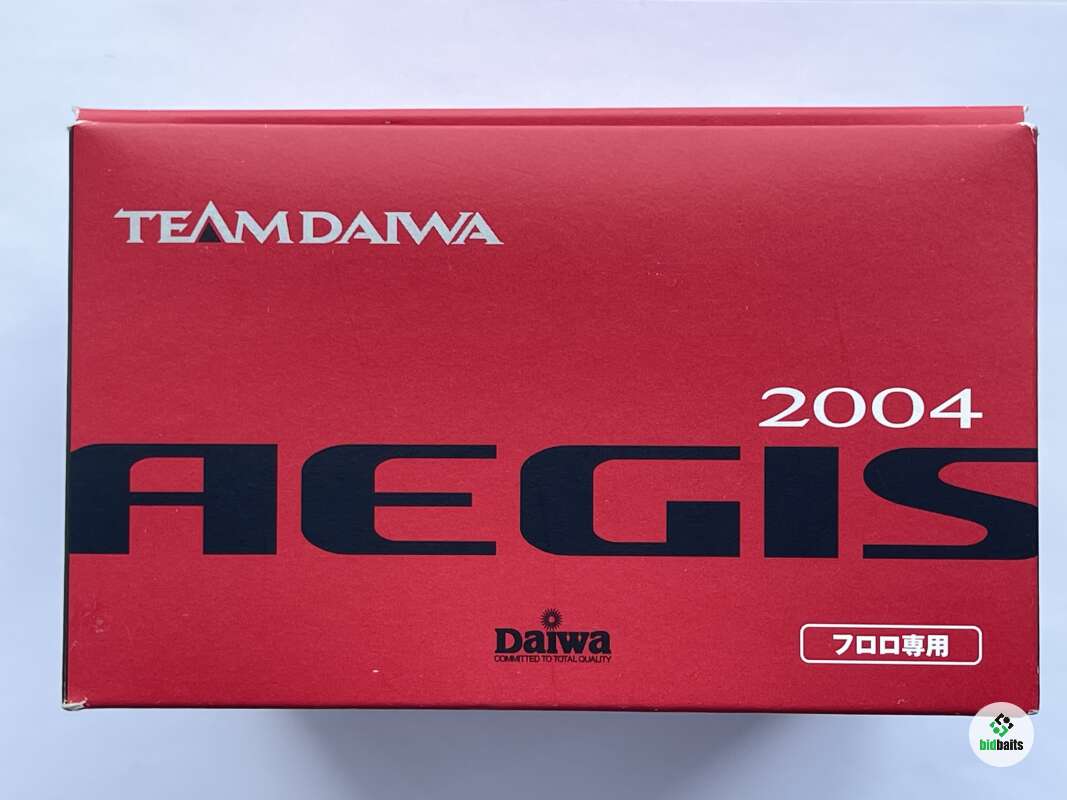 TEAM DAIWA
2004
AEGIS
Daiwa
COMMITTED TO TOTAL QUALITY
フロロ専用
bidbaits